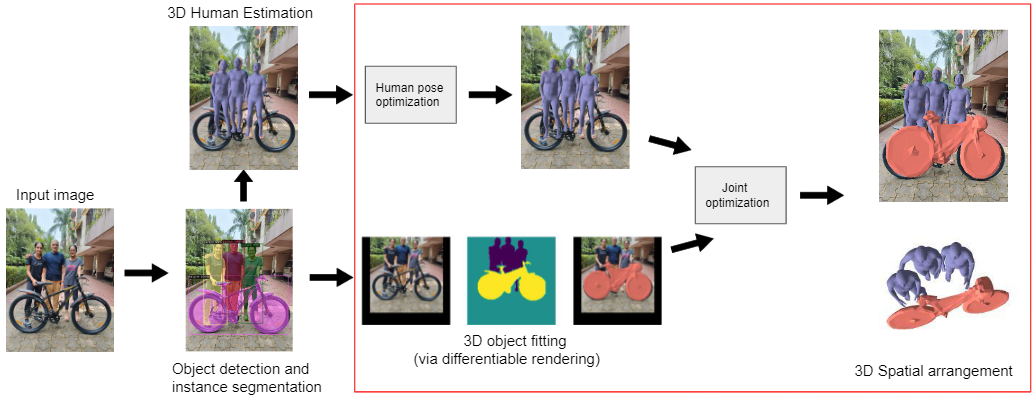 3D Human Estimation
Human pose
optimization
Input image
Joint
optimization
3D object fitting
(via differentiable rendering)
Object detection and
instance segmentation
3D Spatial arrangement